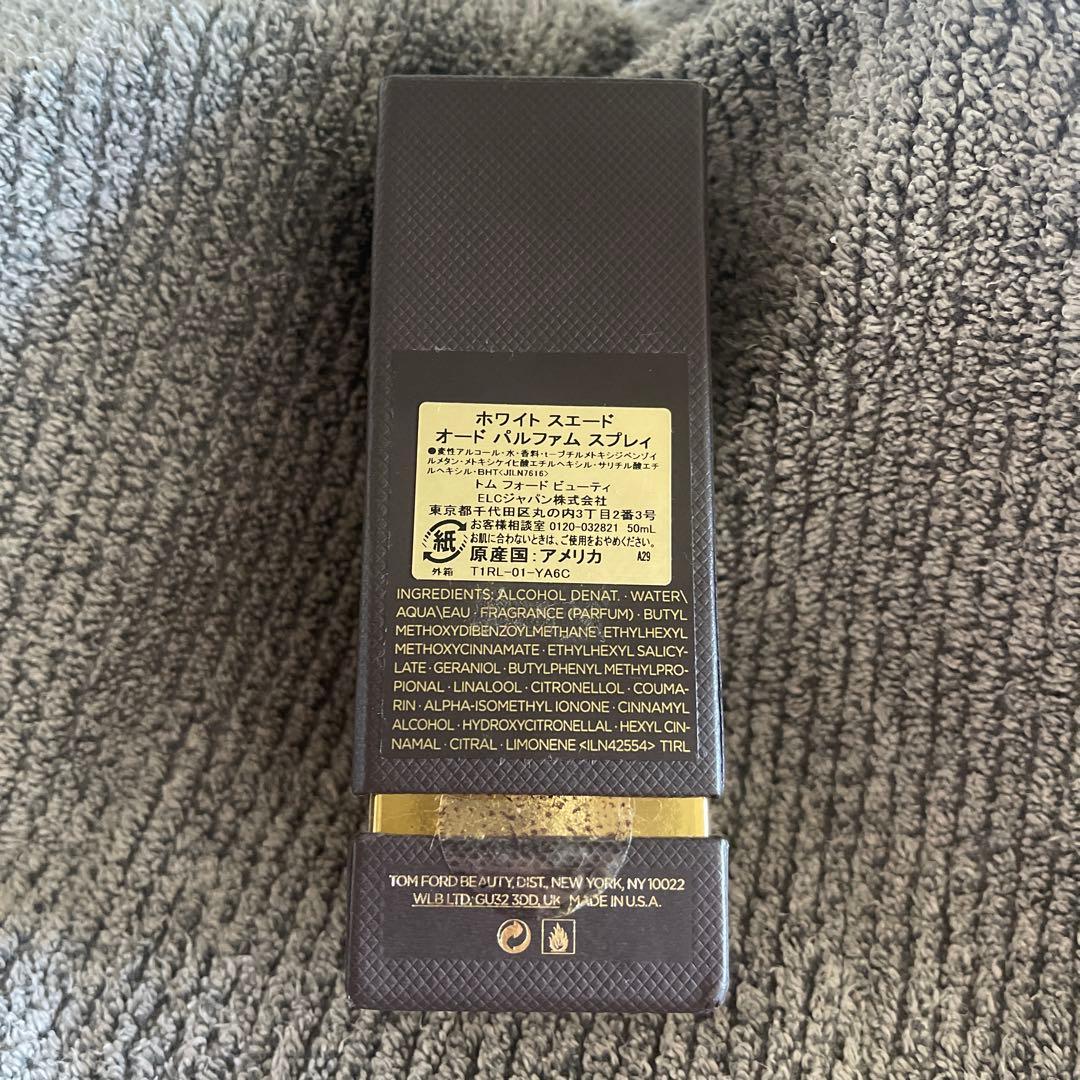 ホワイト スエード
オード パルファム スプレィ
●変性アルコール・水・香料・t-ブチルメトキシジベンゾイ
ルメタン・メトキシケイヒ酸エチルヘキシル・サリチル酸エチ
ルヘキシル・BHT<JILN7616>
トム フォード ビューティ
ELCジャパン株式会社
東京都千代田区丸の内3丁目2番3号
お客様相談室 0120-032821 50mL
紙 お肌に合わないときは、ご使用をおやめください。
原産国:アメリカ A29
外箱 T1RL-01-YA6C
INGREDIENTS: ALCOHOL DENAT. · WATER\
AQUA\EAU · FRAGRANCE (PARFUM) · BUTYL
METHOXYDIBENZOYLMETHANE · ETHYLHEXYL
METHOXYCINNAMATE · ETHYLHEXYL SALICY-
LATE · GERANIOL · BUTYLPHENYL METHYLPRO-
PIONAL · LINALOOL · CITRONELLOL · COUMA-
RIN · ALPHA-ISOMETHYL IONONE · CINNAMYL
ALCOHOL · HYDROXYCITRONELLAL · HEXYL CIN-
NAMAL · CITRAL · LIMONENE <ILN42554> T1RL
TOM FORD BEAUTY, DIST., NEW YORK, NY 10022
WLB LTD; GU32 3DD, UK MADE IN U.S.A.